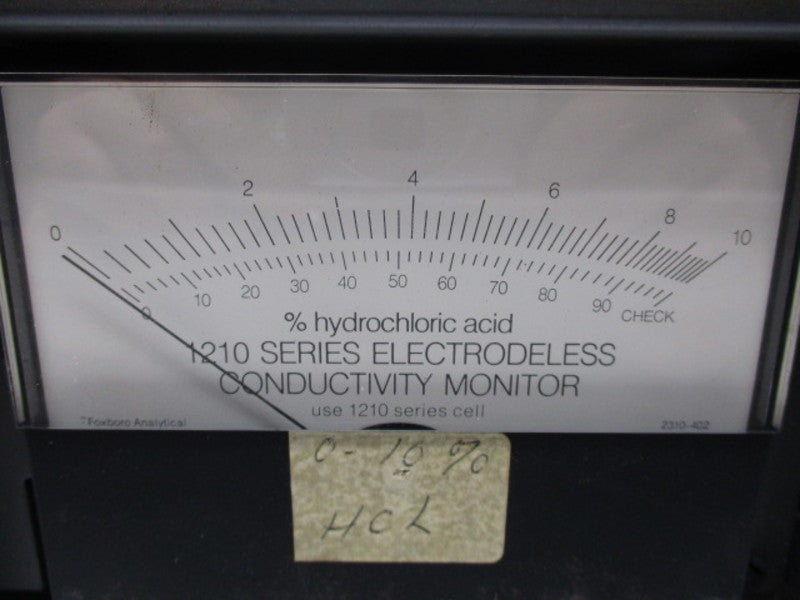 0 2 4 6 8 10
0 10 20 30 40 50 60 70 80 90 CHECK
% hydrochloric acid
1210 SERIES ELECTRODELESS
CONDUCTIVITY MONITOR
use 1210 series cell
Foxboro Analytical 2310-402
0-10%
HCL